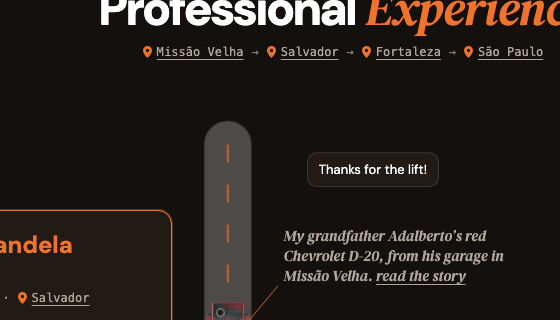 Professional Experienc
Missão Velha → Salvador → Fortaleza → São Paulo
Thanks for the lift!
andela
· Salvador
My grandfather Adalberto's red
Chevrolet D-20, from his garage in
Missão Velha. read the story